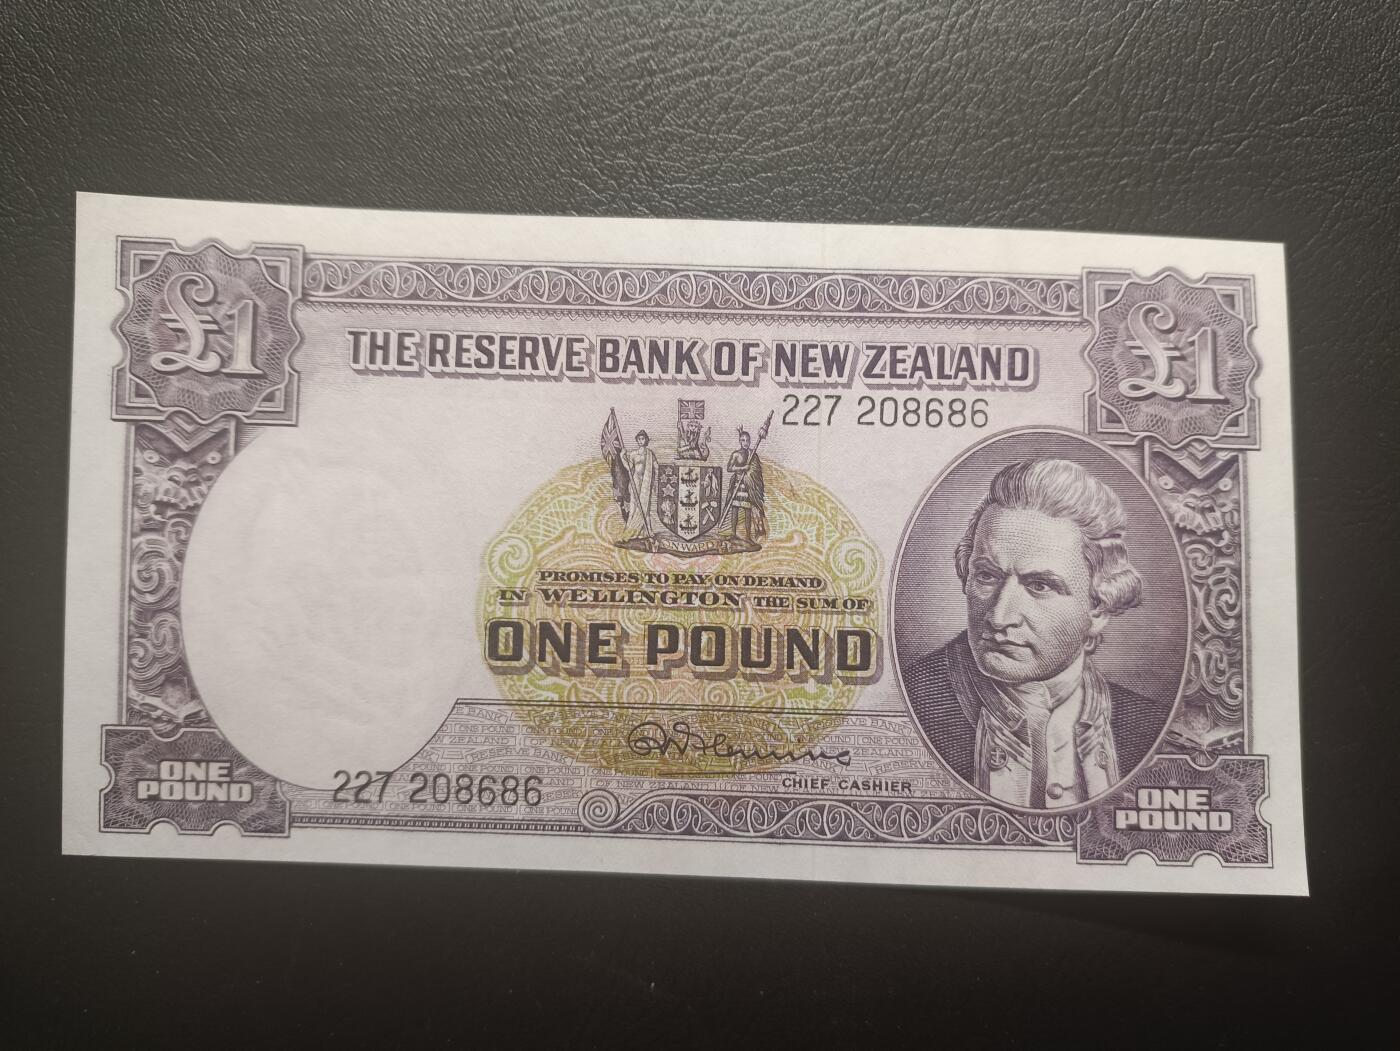 £1
£1
THE RESERVE BANK OF NEW ZEALAND
227 208686
ONWARD
PROMISES TO PAY ON DEMAND
IN WELLINGTON THE SUM OF
ONE POUND
227 208686
CHIEF CASHIER
ONE
POUND
ONE
POUND